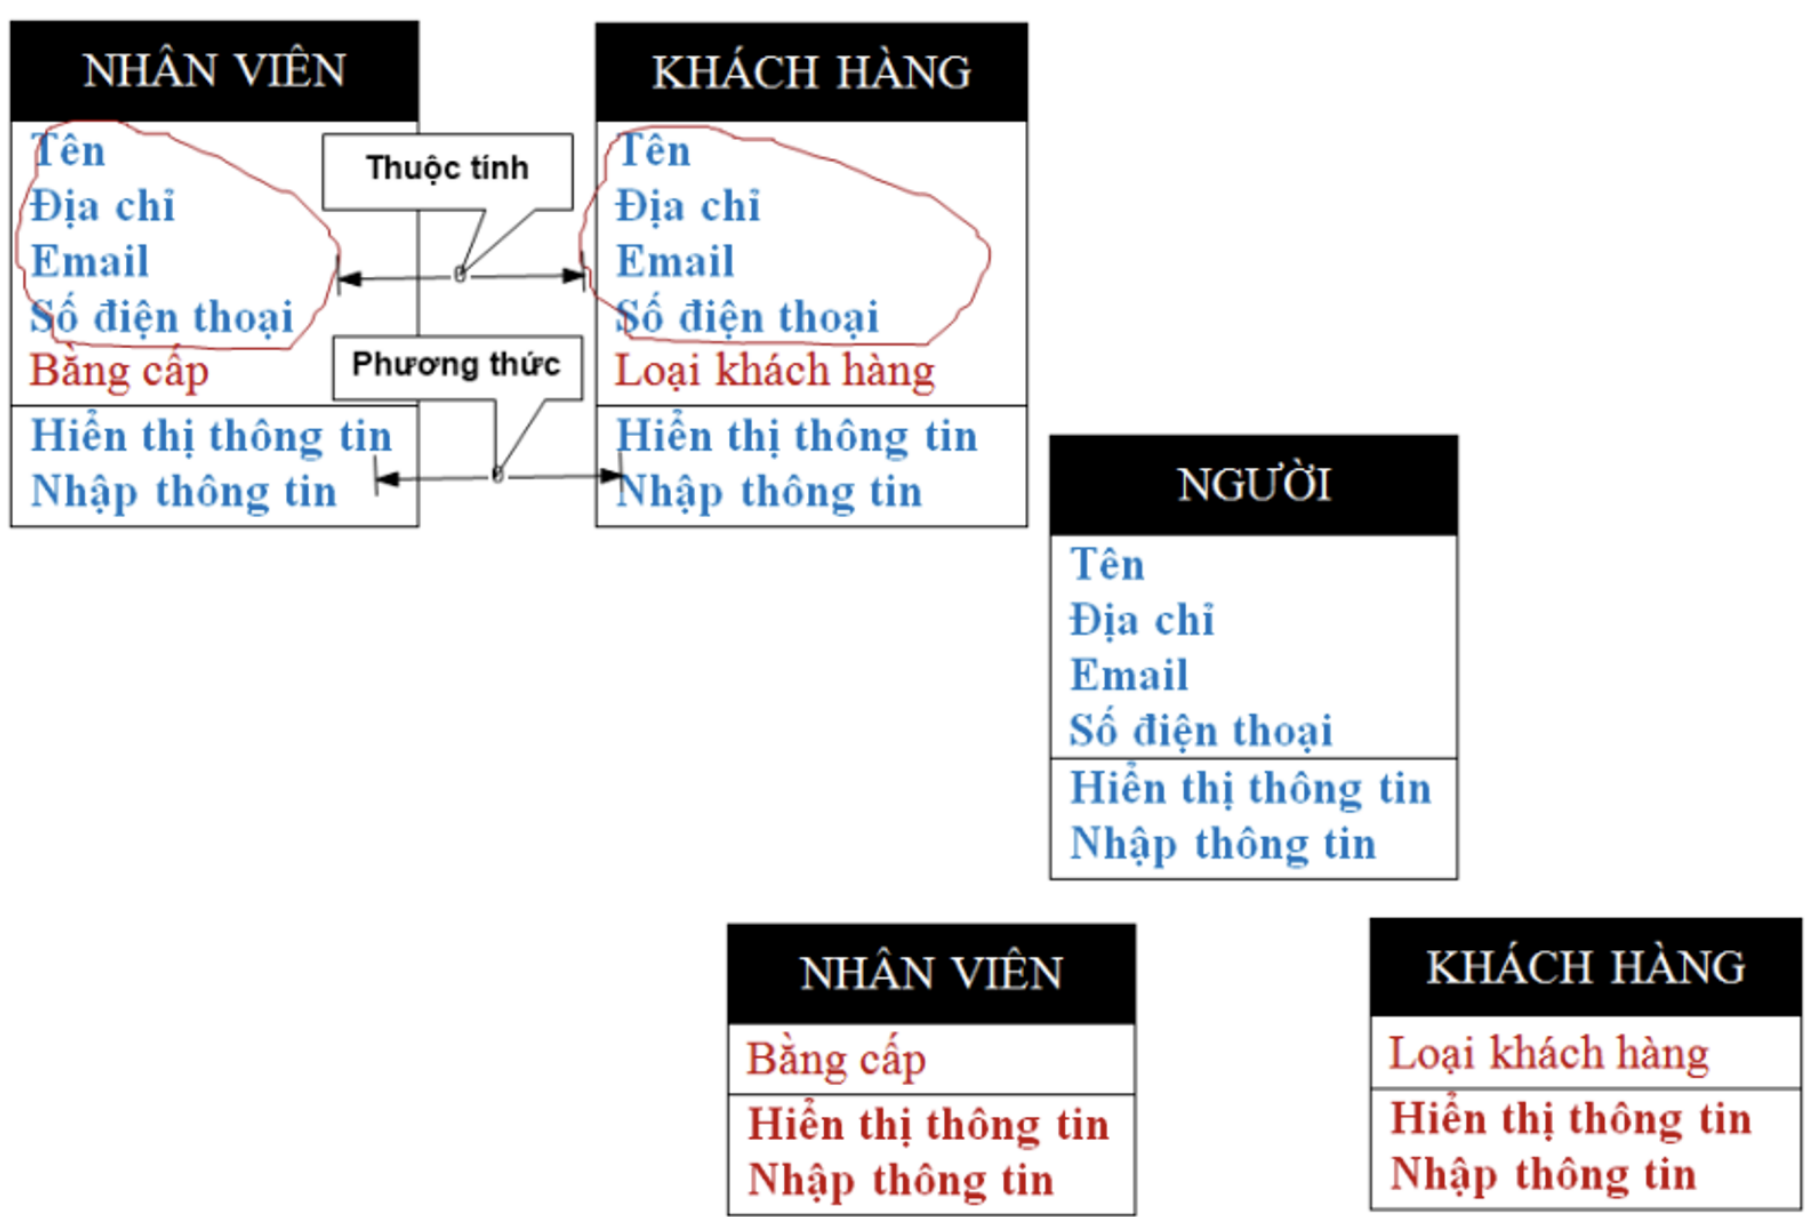 NHÂN VIÊN
Tên
Địa chỉ
Email
Số điện thoại
Bằng cấp
Hiển thị thông tin
Nhập thông tin
Thuộc tính
Phương thức
KHÁCH HÀNG
Tên
Địa chỉ
Email
Số điện thoại
Loại khách hàng
Hiển thị thông tin
Nhập thông tin
NGƯỜI
Tên
Địa chỉ
Email
Số điện thoại
Hiển thị thông tin
Nhập thông tin
NHÂN VIÊN
Bằng cấp
Hiển thị thông tin
Nhập thông tin
KHÁCH HÀNG
Loại khách hàng
Hiển thị thông tin
Nhập thông tin